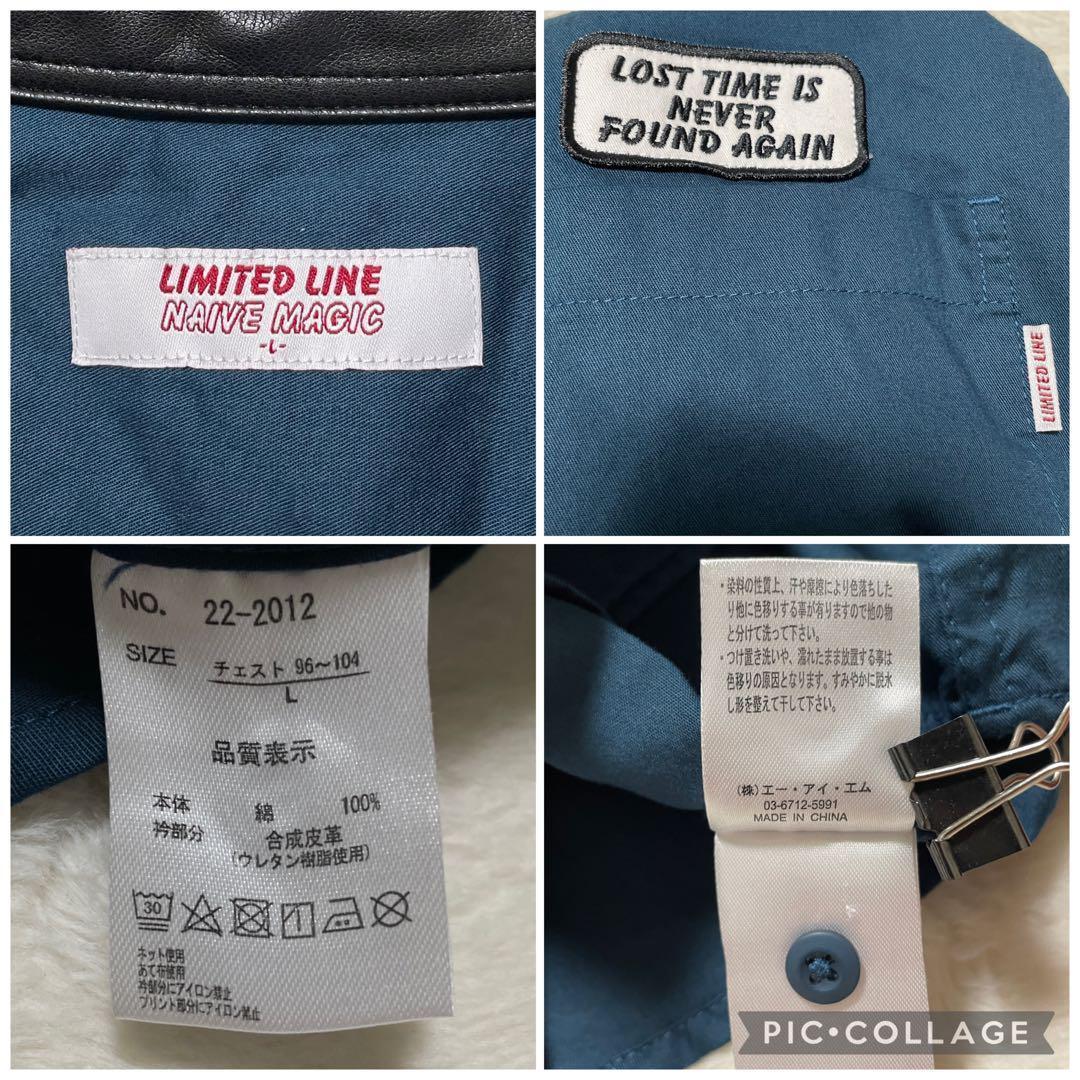 LIMITED LINE
NAIVE MAGIC
-L-
LOST TIME IS
NEVER
FOUND AGAIN
LIMITED LINE
NO. 22-2012
SIZE チェスト 96〜104
L
品質表示
本体 綿 100%
衿部分 合成皮革
(ウレタン樹脂使用)
30
ネット使用
あて布使用
衿部分にアイロン禁止
プリント部分にアイロン禁止
・染料の性質上、汗や摩擦により色落ちした
り他に色移りする事が有りますので他の物
と分けて洗って下さい。
・つけ置き洗いや、濡れたまま放置する事は
色移りの原因となります。すみやかに脱水
し形を整えて干して下さい。
(株)エー・アイ・エム
03-6712-5991
MADE IN CHINA
PIC•COLLAGE